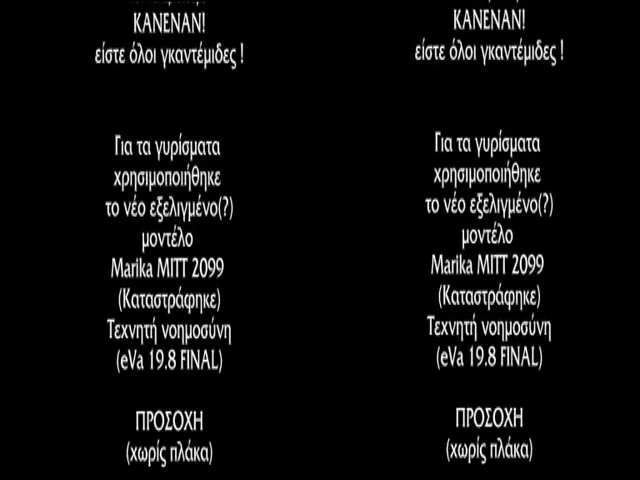 ΚΑΝΕΝΑΝ!
είστε όλοι γκαντέμιδες !
Για τα γυρίσματα
χρησιμοποιήθηκε
το νέο εξελιγμένο(?)
μοντέλο
Marika MITT 2099
(Καταστράφηκε)
Τεχνητή νοημοσύνη
(eVa 19.8 FINAL)
ΠΡΟΣΟΧΗ
(χωρίς πλάκα)
ΚΑΝΕΝΑΝ!
είστε όλοι γκαντέμιδες !
Για τα γυρίσματα
χρησιμοποιήθηκε
το νέο εξελιγμένο(?)
μοντέλο
Marika MITT 2099
(Καταστράφηκε)
Τεχνητή νοημοσύνη
(eVa 19.8 FINAL)
ΠΡΟΣΟΧΗ
(χωρίς πλάκα)